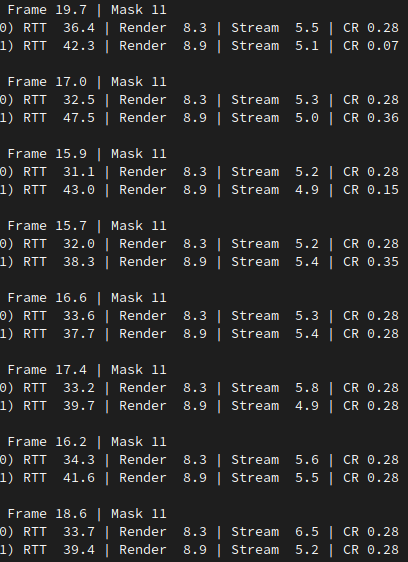 Frame 19.7 | Mask 11
0) RTT  36.4 | Render  8.3 | Stream  5.5 | CR 0.28
1) RTT  42.3 | Render  8.9 | Stream  5.1 | CR 0.07
Frame 17.0 | Mask 11
0) RTT  32.5 | Render  8.3 | Stream  5.3 | CR 0.28
1) RTT  47.5 | Render  8.9 | Stream  5.0 | CR 0.36
Frame 15.9 | Mask 11
0) RTT  31.1 | Render  8.3 | Stream  5.2 | CR 0.28
1) RTT  43.0 | Render  8.9 | Stream  4.9 | CR 0.15
Frame 15.7 | Mask 11
0) RTT  32.0 | Render  8.3 | Stream  5.2 | CR 0.28
1) RTT  38.3 | Render  8.9 | Stream  5.4 | CR 0.35
Frame 16.6 | Mask 11
0) RTT  33.6 | Render  8.3 | Stream  5.3 | CR 0.28
1) RTT  37.7 | Render  8.9 | Stream  5.4 | CR 0.28
Frame 17.4 | Mask 11
0) RTT  33.2 | Render  8.3 | Stream  5.8 | CR 0.28
1) RTT  39.7 | Render  8.9 | Stream  4.9 | CR 0.28
Frame 16.2 | Mask 11
0) RTT  34.3 | Render  8.3 | Stream  5.6 | CR 0.28
1) RTT  41.6 | Render  8.9 | Stream  5.5 | CR 0.28
Frame 18.6 | Mask 11
0) RTT  33.7 | Render  8.3 | Stream  6.5 | CR 0.28
1) RTT  39.4 | Render  8.9 | Stream  5.2 | CR 0.28